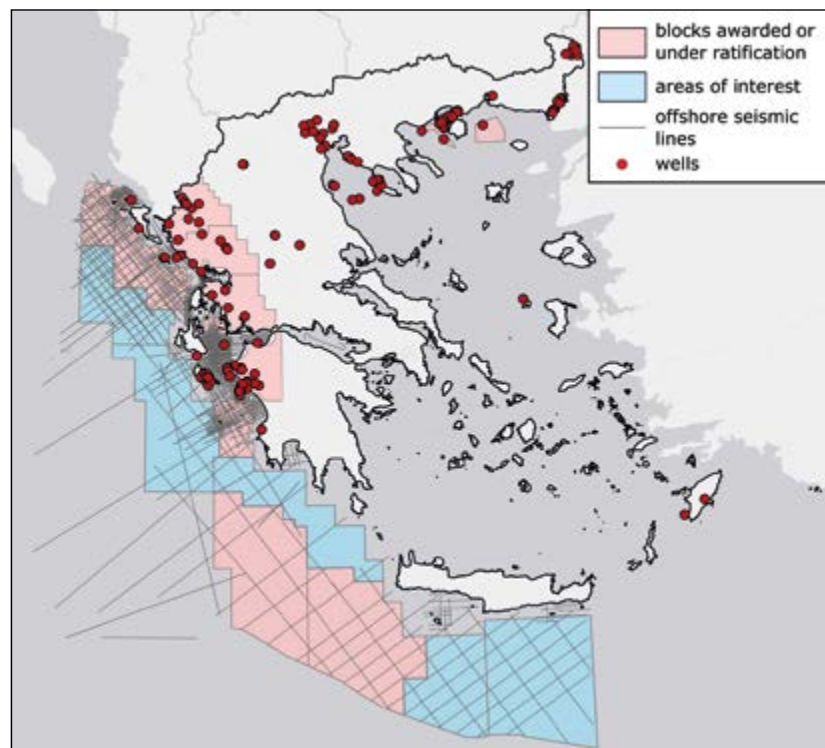 blocks awarded or
under ratification
areas of interest
offshore seismic
lines
wells